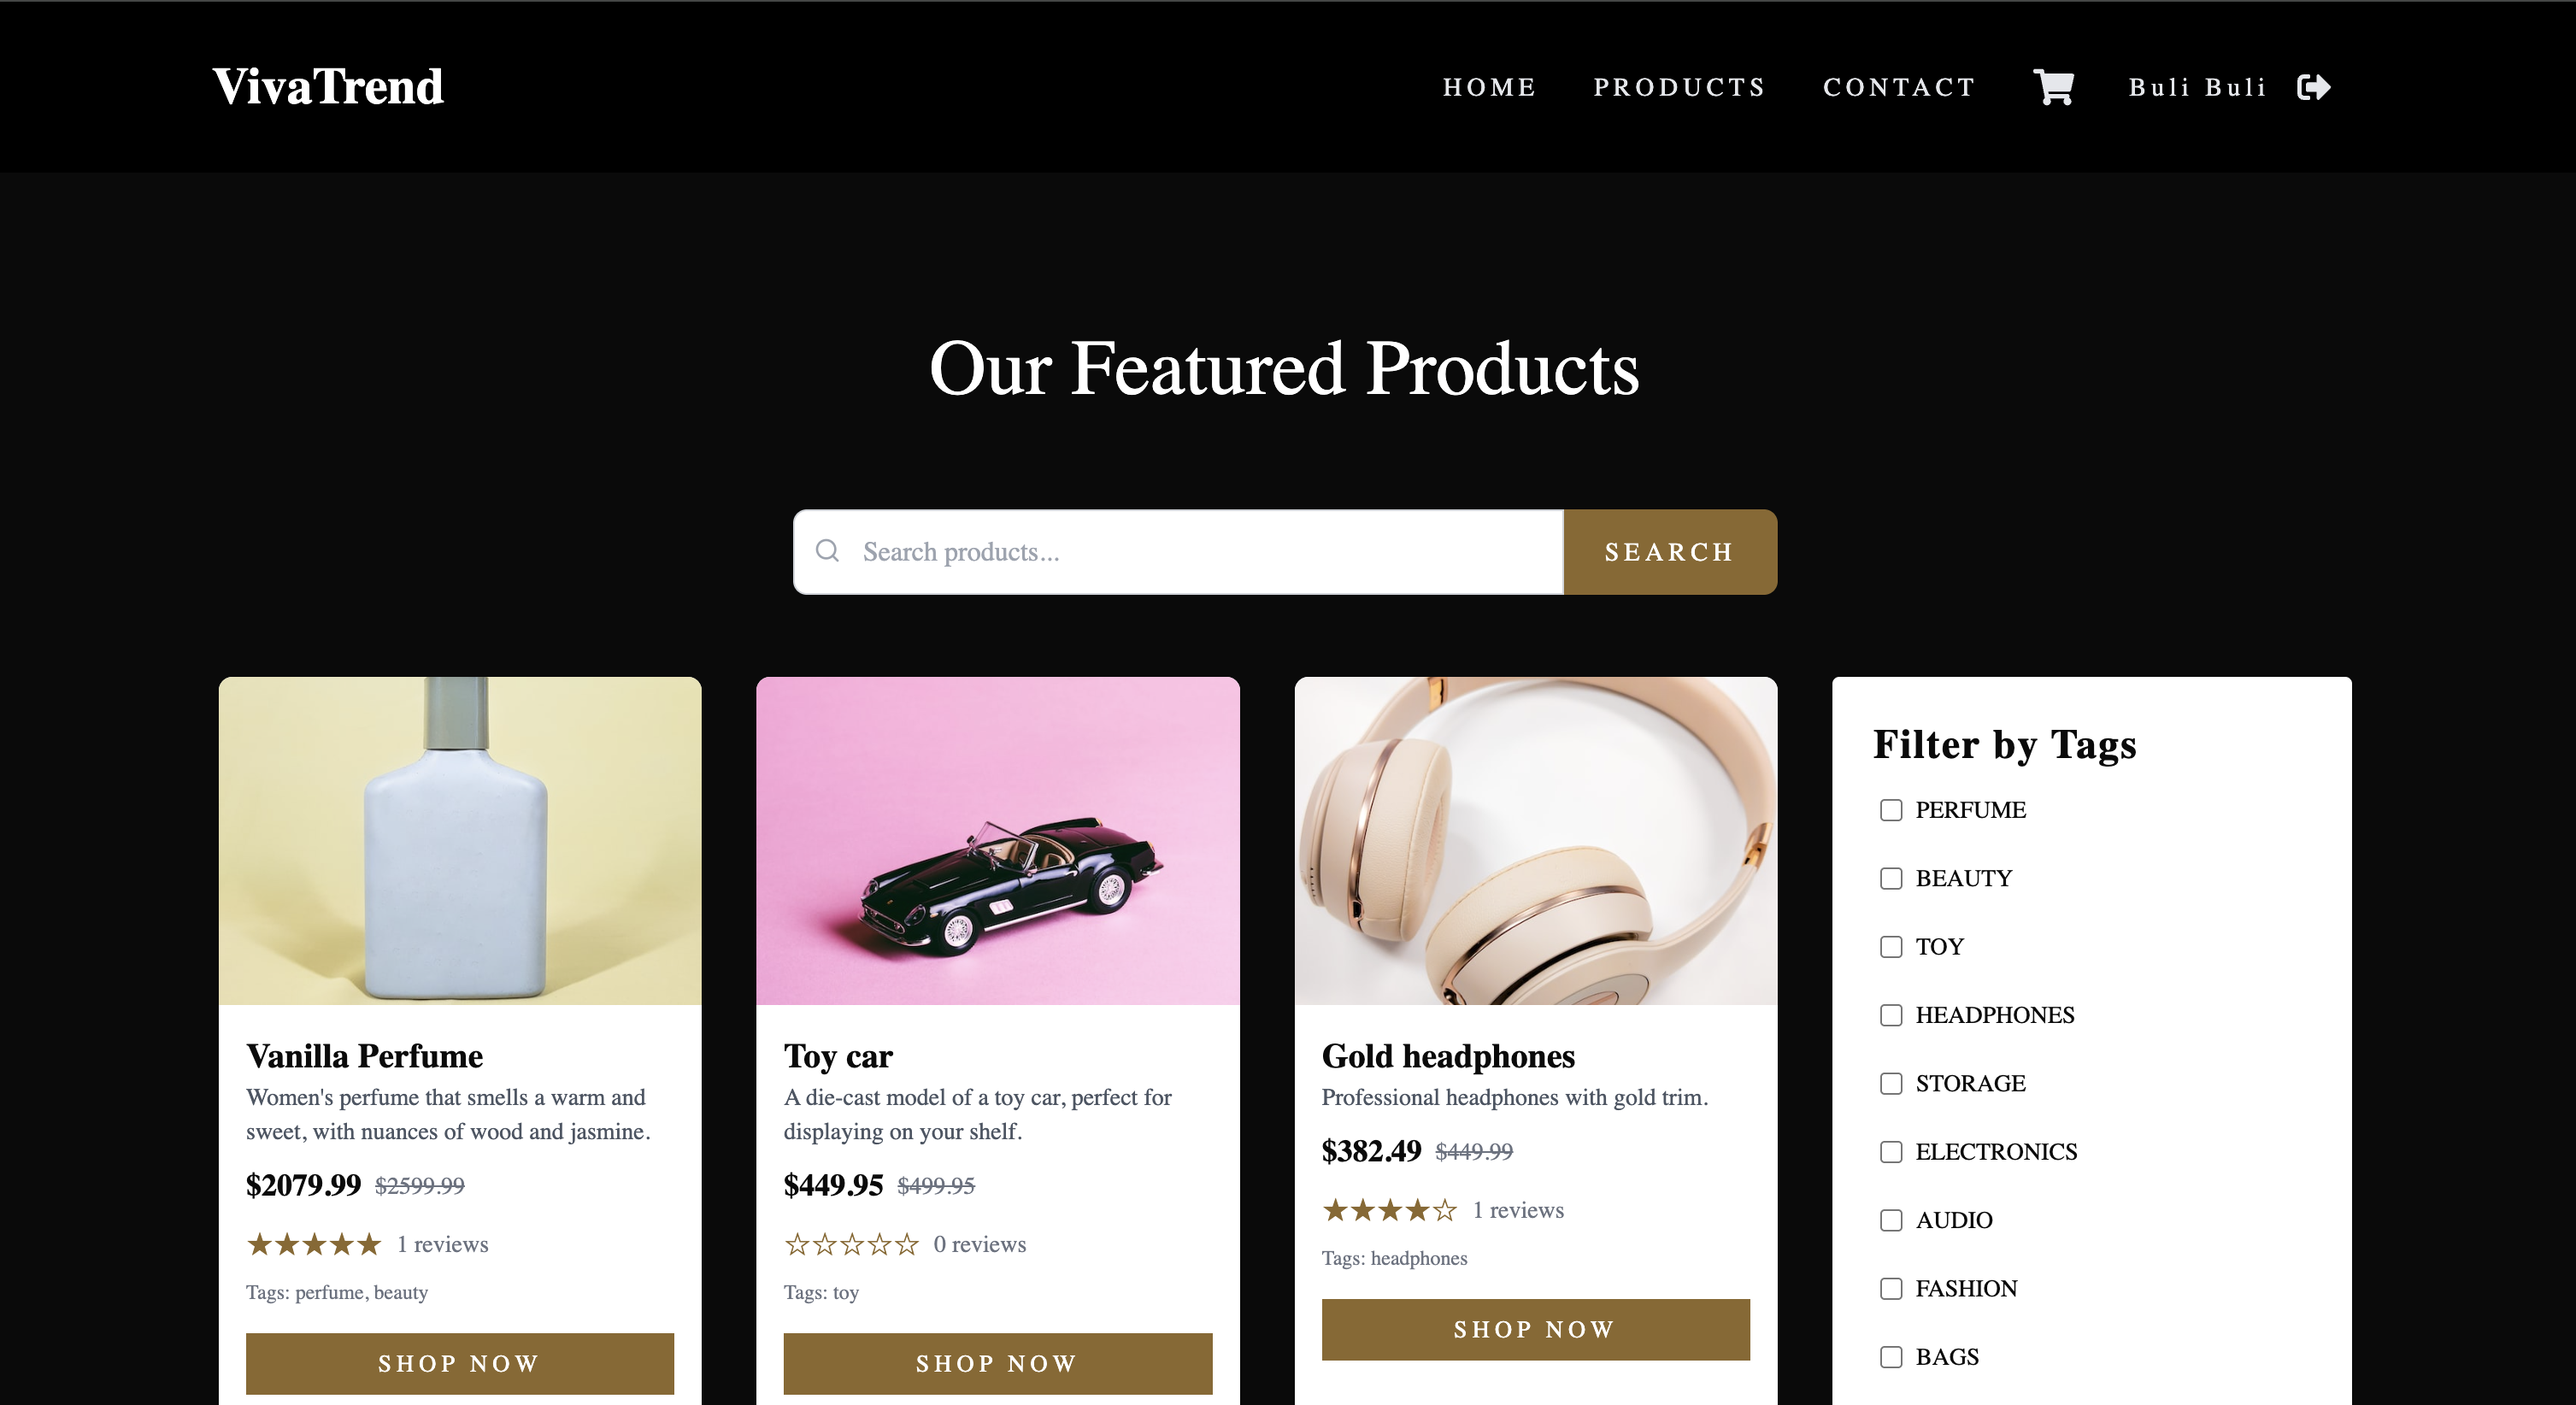 VivaTrend
HOME PRODUCTS CONTACT Buli Buli
Our Featured Products
Search products...
SEARCH
Vanilla Perfume
Women's perfume that smells a warm and
sweet, with nuances of wood and jasmine.
$2079.99 $2599.99
★★★★★ 1 reviews
Tags: perfume, beauty
SHOP NOW
Toy car
A die-cast model of a toy car, perfect for
displaying on your shelf.
$449.95 $499.95
☆☆☆☆☆ 0 reviews
Tags: toy
SHOP NOW
Gold headphones
Professional headphones with gold trim.
$382.49 $449.99
★★★★☆ 1 reviews
Tags: headphones
SHOP NOW
Filter by Tags
PERFUME
BEAUTY
TOY
HEADPHONES
STORAGE
ELECTRONICS
AUDIO
FASHION
BAGS